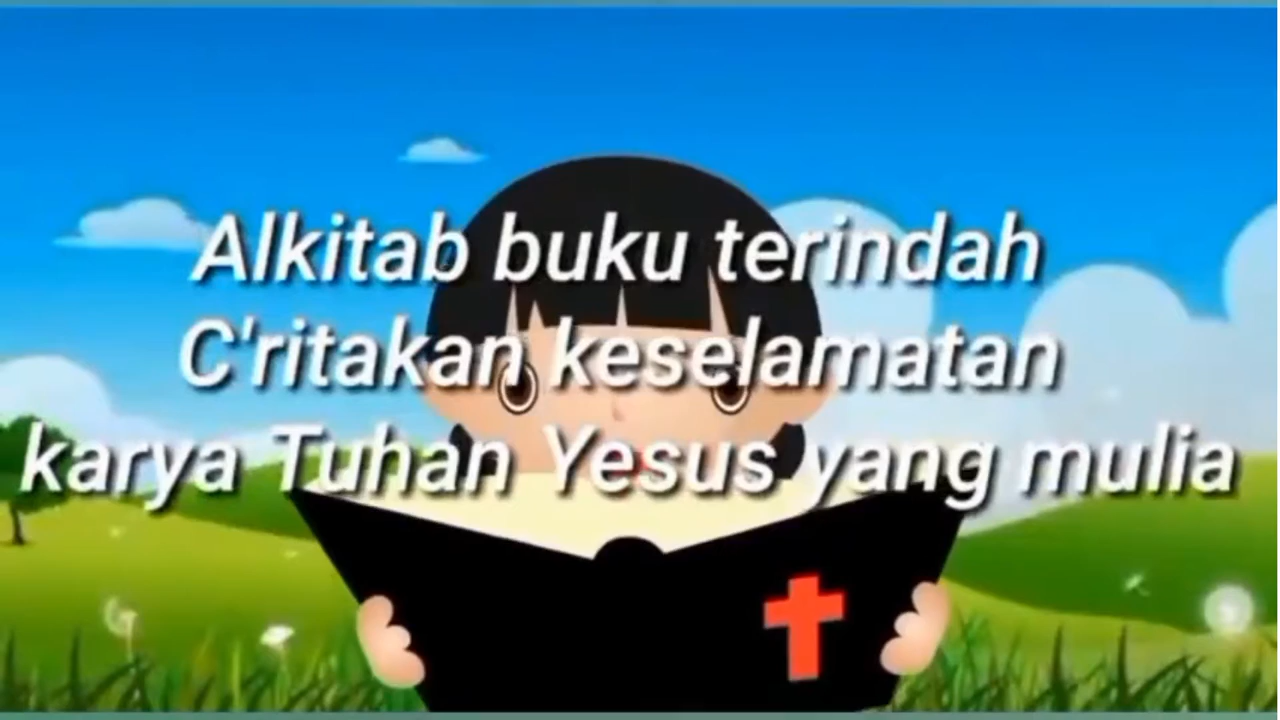 Alkitab buku terindah
C'ritakan keselamatan
karya Tuhan Yesus yang mulia